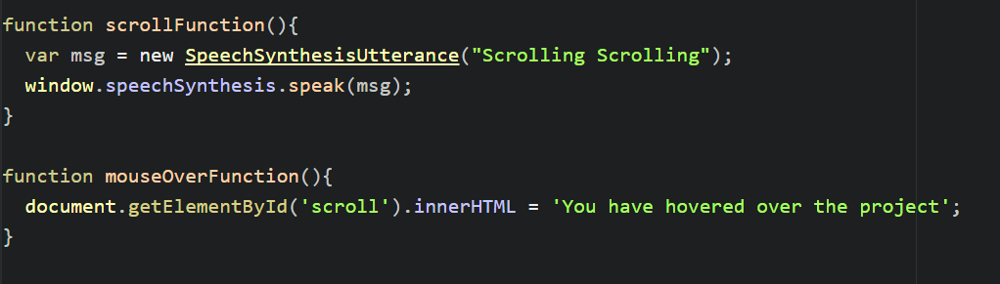 function scrollFunction(){
  var msg = new SpeechSynthesisUtterance("Scrolling Scrolling");
  window.speechSynthesis.speak(msg);
}

function mouseOverFunction(){
  document.getElementById('scroll').innerHTML = 'You have hovered over the project';
}